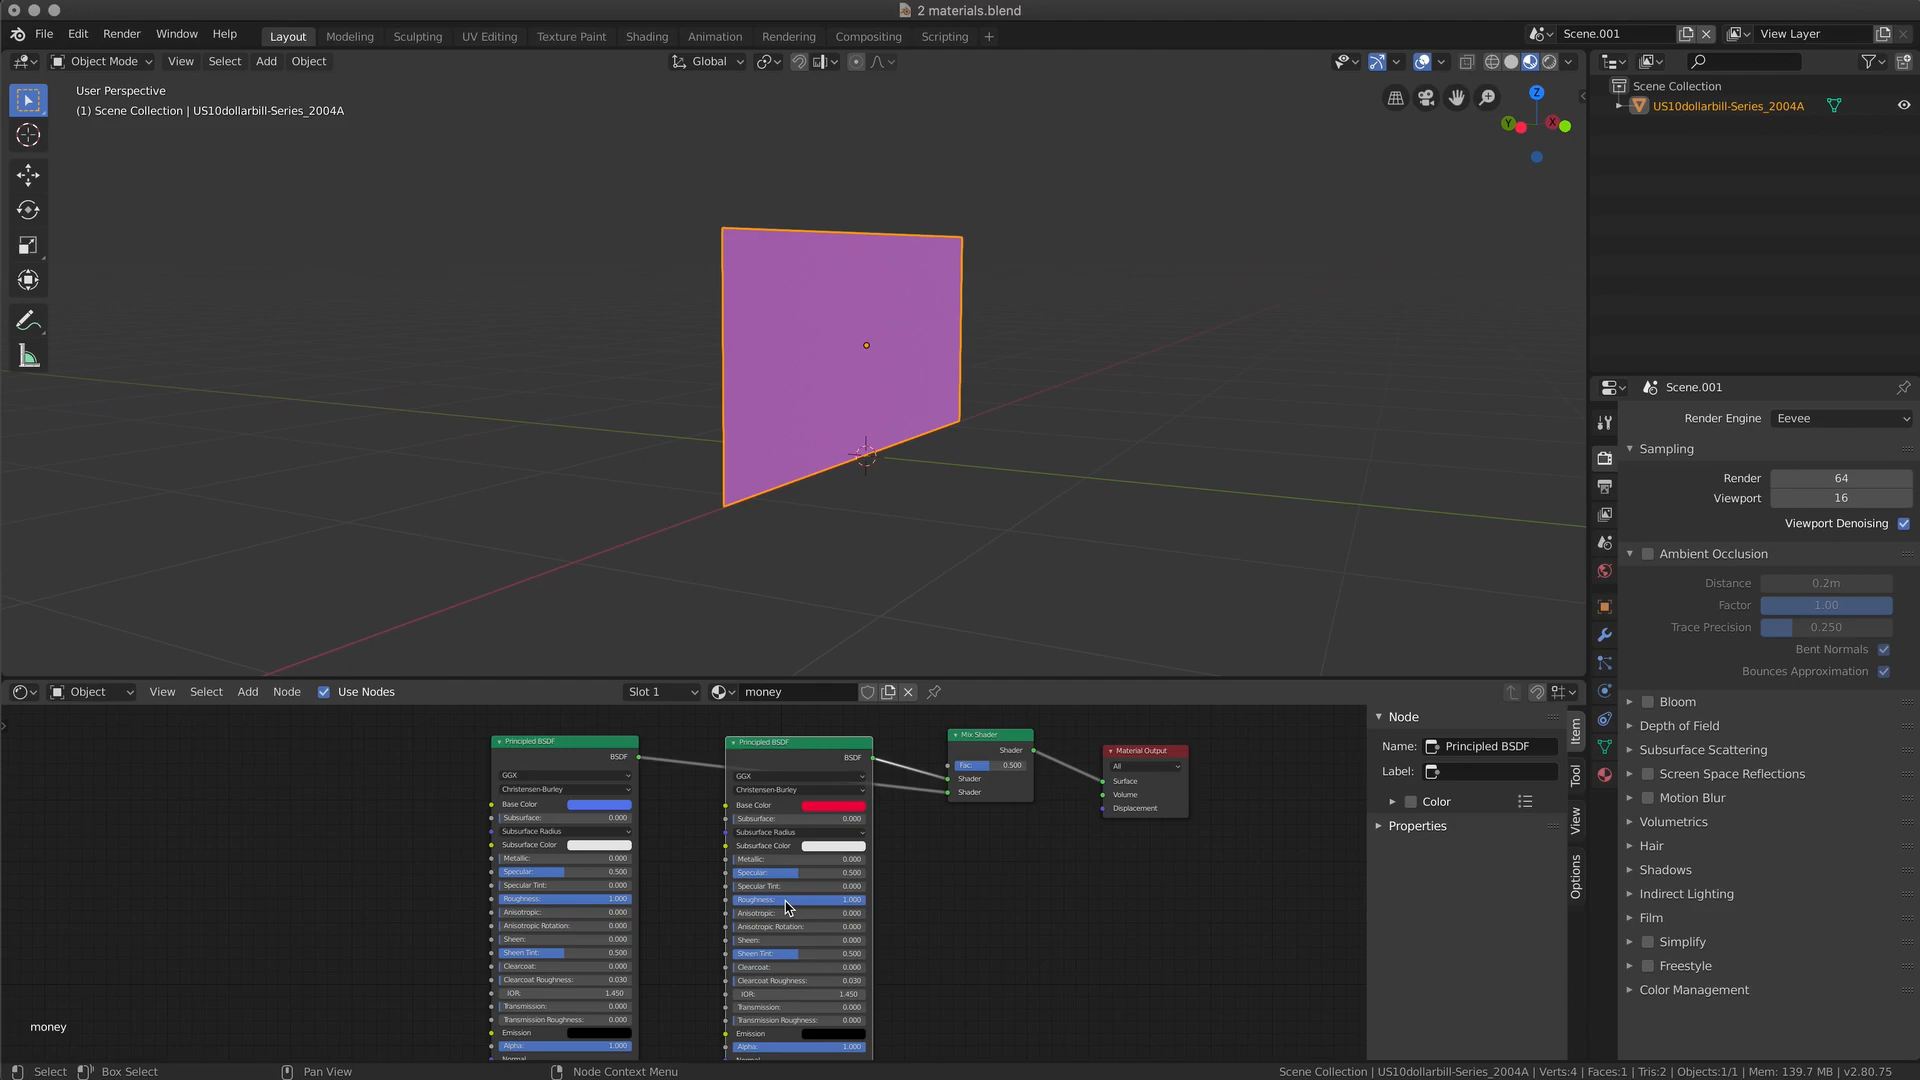 2 materials.blend
File Edit Render Window Help Layout Modeling Sculpting UV Editing Texture Paint Shading Animation Rendering Compositing Scripting + Scene.001 View Layer
Object Mode View Select Add Object Global
User Perspective
(1) Scene Collection | US10dollarbill-Series_2004A
Z
Y
X
Scene Collection
US10dollarbill-Series_2004A
Scene.001
Render Engine Eevee
Sampling
Render 64
Viewport 16
Viewport Denoising
Ambient Occlusion
Distance 0.2m
Factor 1.00
Trace Precision 0.250
Bent Normals
Bounces Approximation
Bloom
Depth of Field
Subsurface Scattering
Screen Space Reflections
Motion Blur
Volumetrics
Hair
Shadows
Indirect Lighting
Film
Simplify
Freestyle
Color Management
Object View Select Add Node Use Nodes Slot 1 money
Principled BSDF
BSDF
GGX
Christensen-Burley
Base Color
Subsurface: 0.000
Subsurface Radius
Subsurface Color
Metallic: 0.000
Specular: 0.500
Specular Tint: 0.000
Roughness: 1.000
Anisotropic: 0.000
Anisotropic Rotation: 0.000
Sheen: 0.000
Sheen Tint: 0.500
Clearcoat: 0.000
Clearcoat Roughness: 0.030
IOR: 1.450
Transmission: 0.000
Transmission Roughness: 0.000
Emission
Alpha: 1.000
Normal
Principled BSDF
BSDF
GGX
Christensen-Burley
Base Color
Subsurface: 0.000
Subsurface Radius
Subsurface Color
Metallic: 0.000
Specular: 0.500
Specular Tint: 0.000
Roughness: 1.000
Anisotropic: 0.000
Anisotropic Rotation: 0.000
Sheen: 0.000
Sheen Tint: 0.500
Clearcoat: 0.000
Clearcoat Roughness: 0.030
IOR: 1.450
Transmission: 0.000
Transmission Roughness: 0.000
Emission
Alpha: 1.000
Normal
Mix Shader
Shader
Fac: 0.500
Shader
Shader
Material Output
All
Surface
Volume
Displacement
Node
Name: Principled BSDF
Label:
Color
Properties
Item
Tool
View
Options
money
Select Box Select Pan View Node Context Menu Scene Collection | US10dollarbill-Series_2004A | Verts:4 | Faces:1 | Tris:2 | Objects:1/1 | Mem: 139.7 MB | v2.80.75